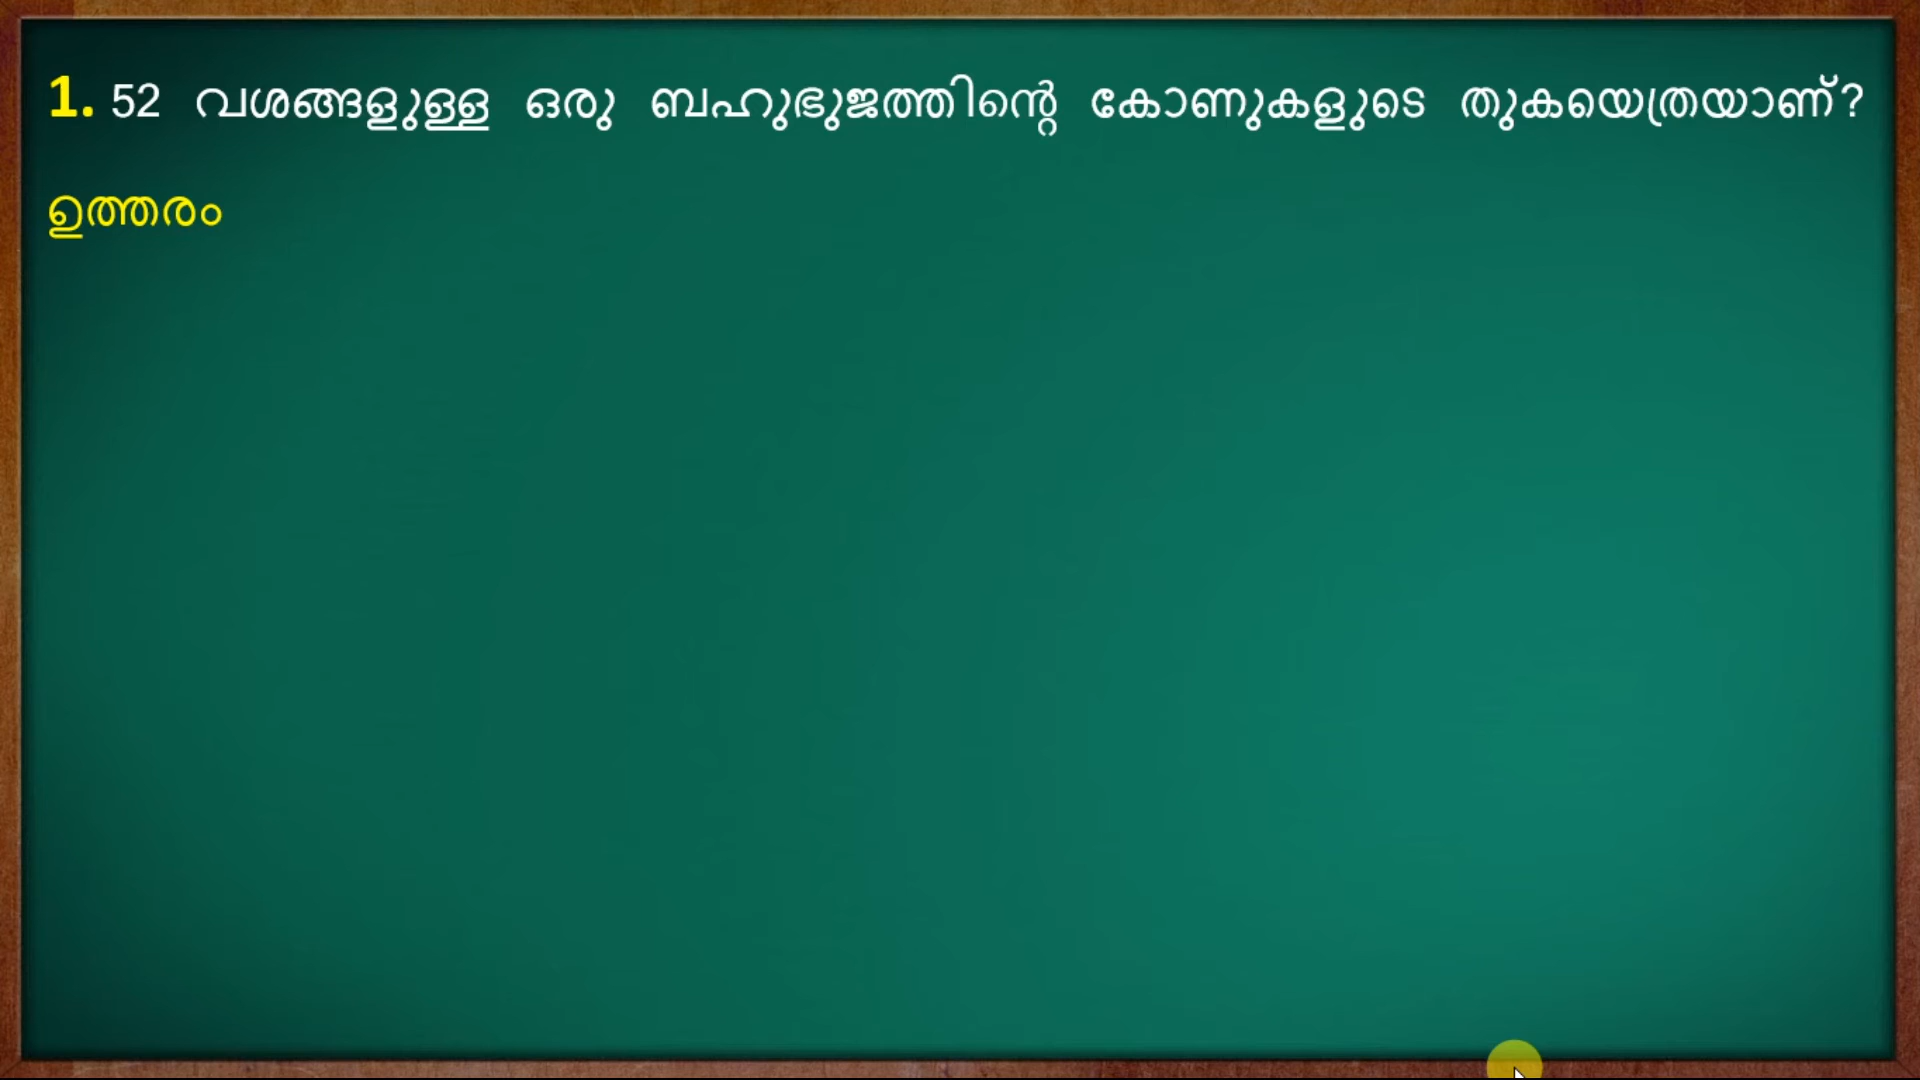 1. 52 വശങ്ങളുള്ള ഒരു ബഹുഭുജത്തിന്റെ കോണുകളുടെ തുകയെത്രയാണ്?
ഉത്തരം